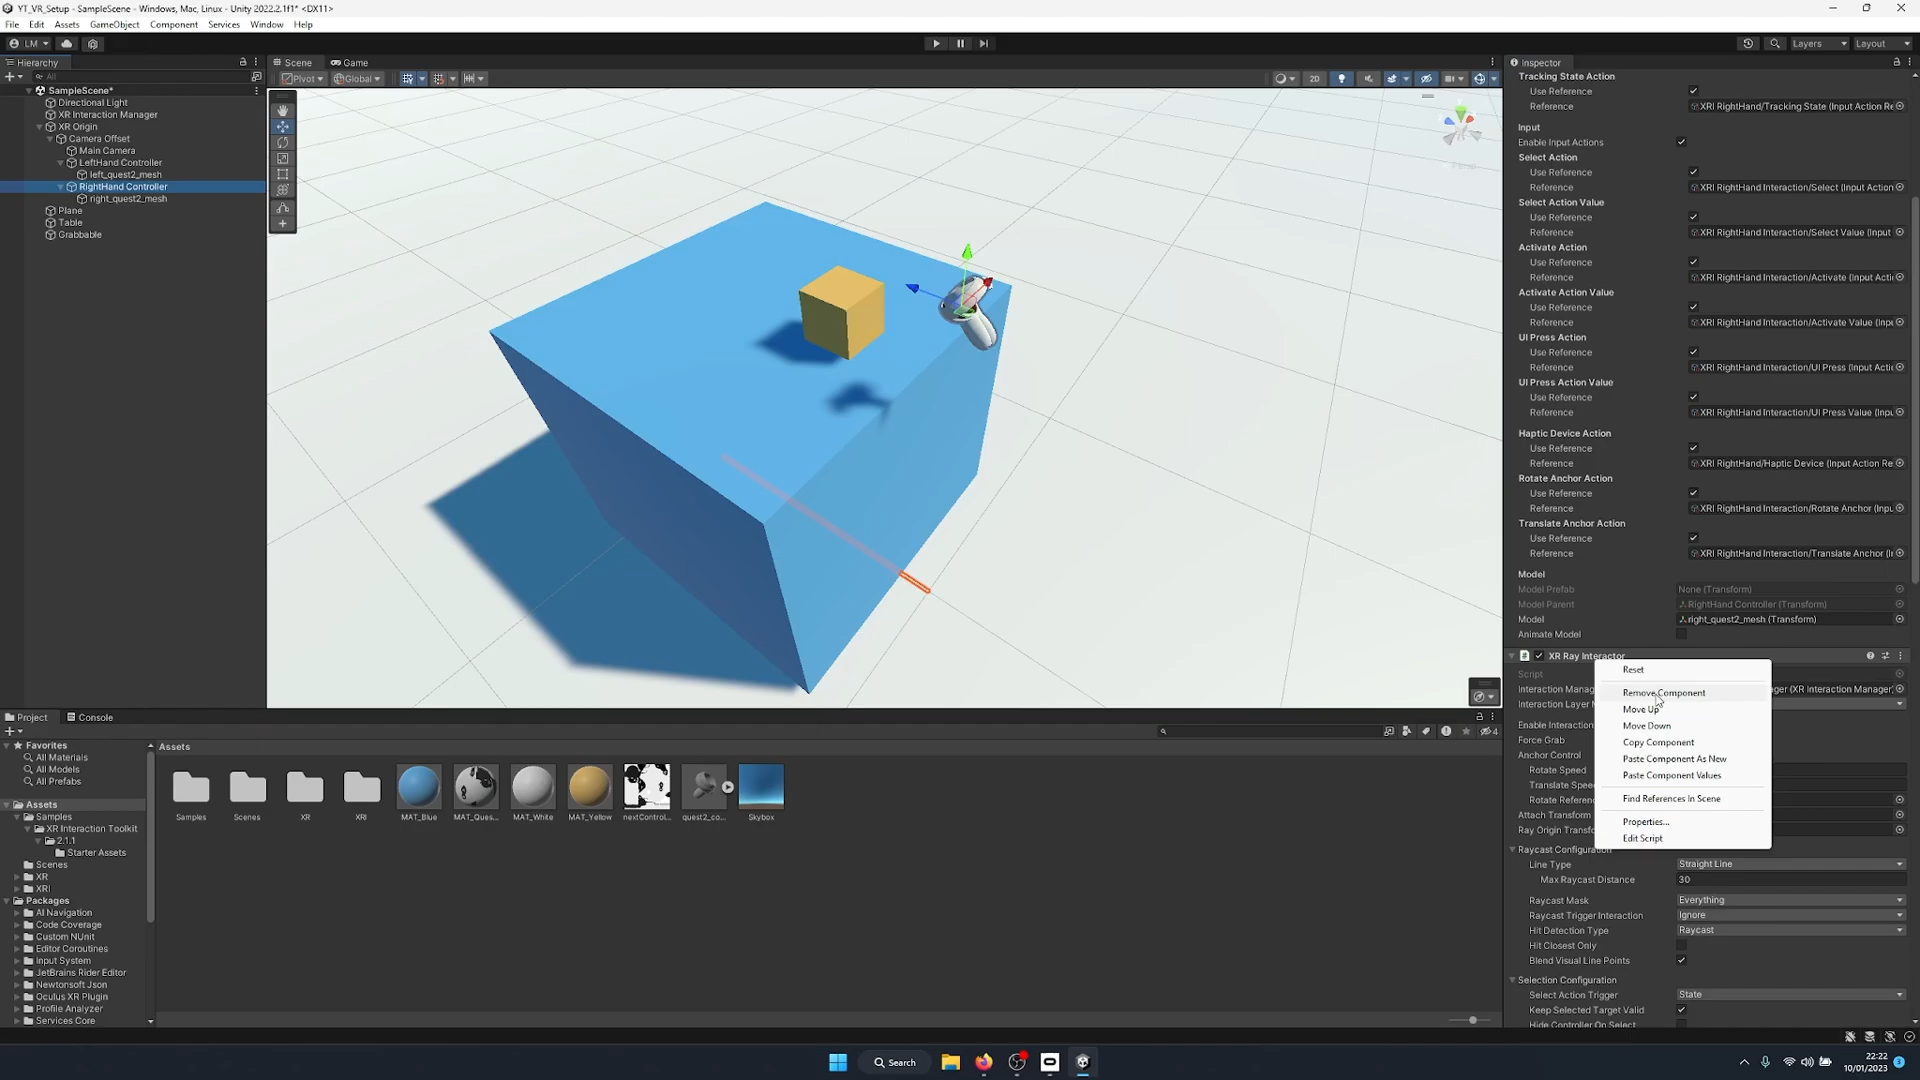 YT_VR_Setup - SampleScene - Windows, Mac, Linux - Unity 2022.2.1f1* <DX11>
File Edit Assets GameObject Component Services Window Help
LM Layers Layout
Hierarchy
All
SampleScene*
Directional Light
XR Interaction Manager
XR Origin
Camera Offset
Main Camera
LeftHand Controller
left_quest2_mesh
RightHand Controller
right_quest2_mesh
Plane
Table
Grabbable
Scene Game
Pivot Global 2D
Persp
Inspector
Tracking State Action
Use Reference
Reference XRI RightHand/Tracking State (Input Action Re
Input
Enable Input Actions
Select Action
Use Reference
Reference XRI RightHand Interaction/Select (Input Action
Select Action Value
Use Reference
Reference XRI RightHand Interaction/Select Value (Input
Activate Action
Use Reference
Reference XRI RightHand Interaction/Activate (Input Acti
Activate Action Value
Use Reference
Reference XRI RightHand Interaction/Activate Value (Inpu
UI Press Action
Use Reference
Reference XRI RightHand Interaction/UI Press (Input Acti
UI Press Action Value
Use Reference
Reference XRI RightHand Interaction/UI Press Value (Inpu
Haptic Device Action
Use Reference
Reference XRI RightHand/Haptic Device (Input Action Re
Rotate Anchor Action
Use Reference
Reference XRI RightHand Interaction/Rotate Anchor (Inpu
Translate Anchor Action
Use Reference
Reference XRI RightHand Interaction/Translate Anchor (I
Model
Model Prefab None (Transform)
Model Parent RightHand Controller (Transform)
Model right_quest2_mesh (Transform)
Animate Model
XR Ray Interactor
Script
Interaction Manag ager (XR Interaction Manager)
Interaction Layer M
Enable Interaction
Force Grab
Anchor Control
Rotate Speed
Translate Spee
Rotate Referenc
Attach Transform
Ray Origin Transfo
Reset
Remove Component
Move Up
Move Down
Copy Component
Paste Component As New
Paste Component Values
Find References In Scene
Properties...
Edit Script
Raycast Configuration
Line Type Straight Line
Max Raycast Distance 30
Raycast Mask Everything
Raycast Trigger Interaction Ignore
Hit Detection Type Raycast
Hit Closest Only
Blend Visual Line Points
Selection Configuration
Select Action Trigger State
Keep Selected Target Valid
Hide Controller On Select
Project Console
4
Favorites
All Materials
All Models
All Prefabs
Assets
Samples
XR Interaction Toolkit
2.1.1
Starter Assets
Scenes
XR
XRI
Packages
AI Navigation
Code Coverage
Custom NUnit
Editor Coroutines
Input System
JetBrains Rider Editor
Newtonsoft Json
Oculus XR Plugin
Profile Analyzer
Services Core
Assets
Samples Scenes XR XRI MAT_Blue MAT_Ques... MAT_White MAT_Yellow nextControl... quest2_co... Skybox
Search
22:22
10/01/2023
3